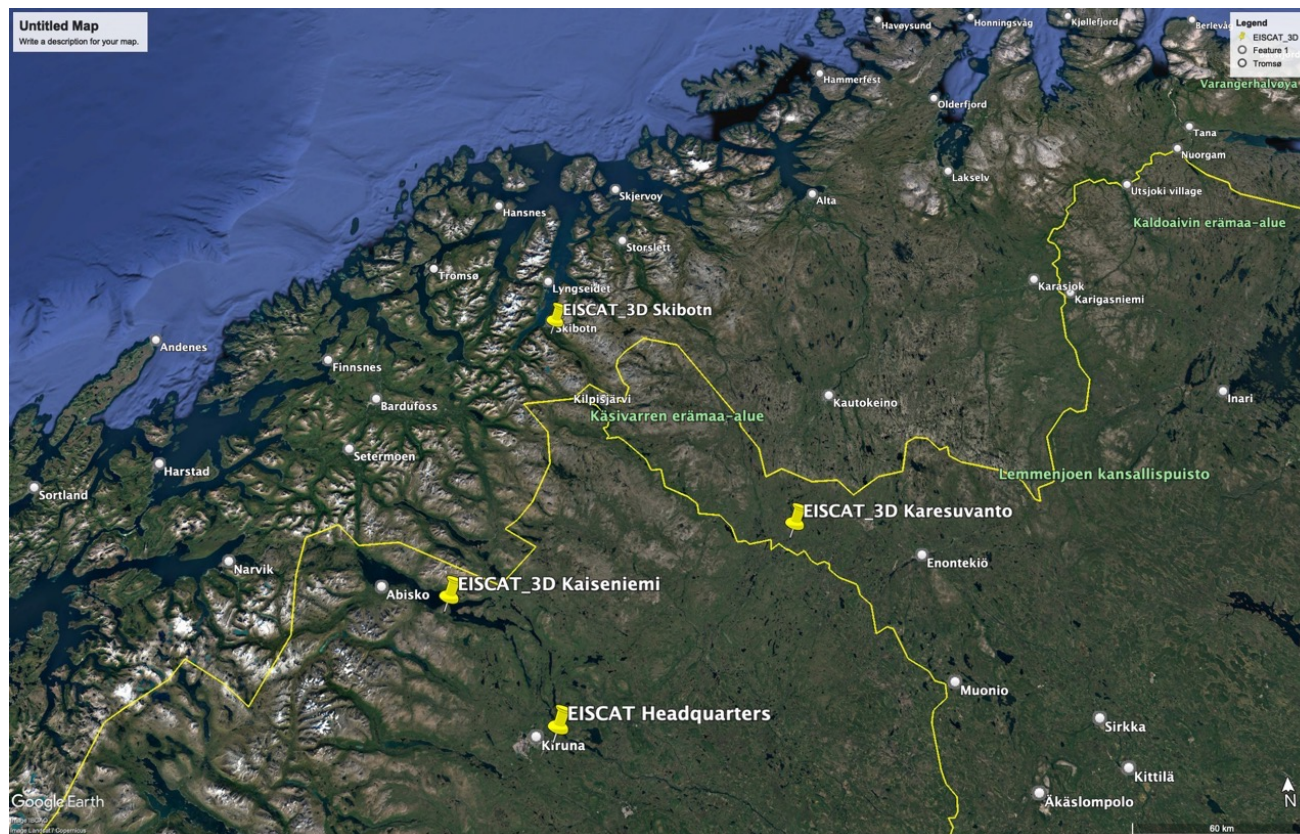 Untitled Map
Write a description for your map.
Legend
EISCAT_3D
Feature 1
Tromsø
Havøysund
Honningsvåg
Kjøllefjord
Hammerfest
Varangerhalvøya
Olderfjord
Tana
Nuorgam
Lakselv
Utsjoki village
Skjervoy
Alta
Hansnes
Kaldoaivin erämaa-alue
Storslett
Tromsø
Karasjok
Lyngseidet
Karigasniemi
EISCAT_3D Skibotn
Skibotn
Andenes
Finnsnes
Kilpisjärvi
Kautokeino
Inari
Bardufoss
Käsivarren erämaa-alue
Setermoen
Harstad
Lemmenjoen kansallispuisto
Sortland
EISCAT_3D Karesuvanto
Narvik
Enontekiö
EISCAT_3D Kaiseniemi
Abisko
Muonio
EISCAT Headquarters
Sirkka
Kiruna
Kittilä
Äkäslompolo
Google Earth
N
60 km